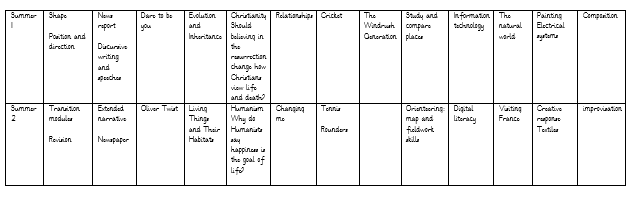 Summer
1
Shape
Position and
direction
News
report
Discursive
writing
and
speeches
Dare to be
you
Evolution
and
Inheritance
Christianity
Should
believing in
the
resurrection
change how
Christians
view life
and death?
Relationships
Cricket
The
Windrush
Generation
Study and
compare
places
Information
technology
The
natural
world
Painting
Electrical
systems
Composition
Summer
2
Transition
modules
Revision
Extended
narrative
Newspaper
Oliver Twist
Living
Things
and Their
Habitats
Humanism
Why do
Humanists
say
happiness is
the goal of
life?
Changing
me
Tennis
Rounders
Orienteering:
map and
fieldwork
skills
Digital
literacy
Visiting
France
Creative
response
Textiles
improvisation